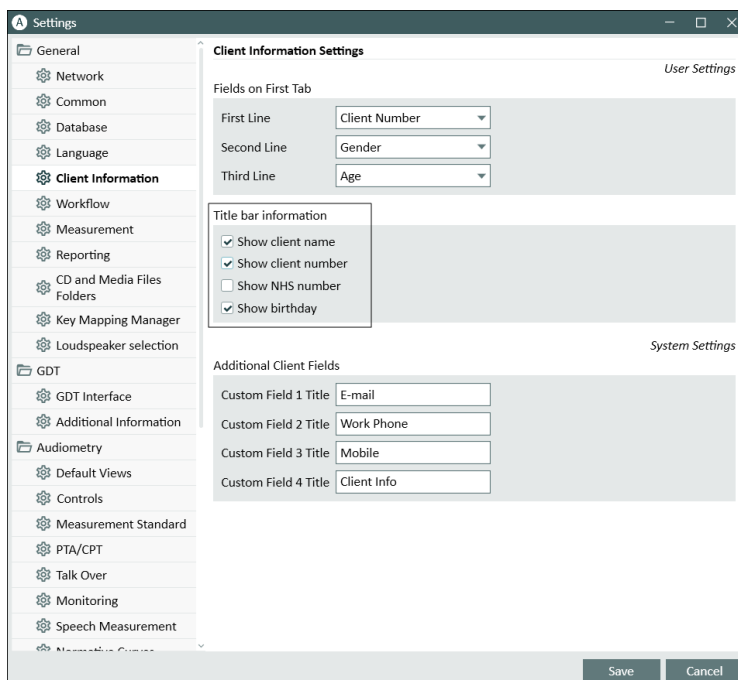 A Settings
General
Network
Common
Database
Language
Client Information
Workflow
Measurement
Reporting
CD and Media Files
Folders
Key Mapping Manager
Loudspeaker selection
GDT
GDT Interface
Additional Information
Audiometry
Default Views
Controls
Measurement Standard
PTA/CPT
Talk Over
Monitoring
Speech Measurement
Normative Curves
Client Information Settings
User Settings
Fields on First Tab
First Line Client Number
Second Line Gender
Third Line Age
Title bar information
Show client name
Show client number
Show NHS number
Show birthday
System Settings
Additional Client Fields
Custom Field 1 Title E-mail
Custom Field 2 Title Work Phone
Custom Field 3 Title Mobile
Custom Field 4 Title Client Info
Save Cancel